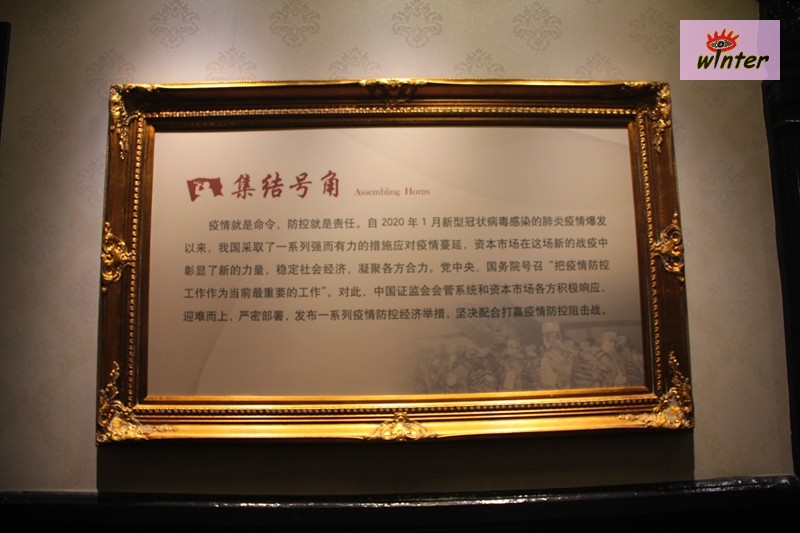 winter
集结号角 Assembling Horns
疫情就是命令，防控就是责任。自2020年1月新型冠状病毒感染的肺炎疫情爆发
以来，我国采取了一系列强而有力的措施应对疫情蔓延，资本市场在这场新的战疫中
彰显了新的力量，稳定社会经济，凝聚各方合力。党中央、国务院号召“把疫情防控
工作作为当前最重要的工作”。对此，中国证监会会管系统和资本市场各方积极响应，
迎难而上，严密部署，发布一系列疫情防控经济举措，坚决配合打赢疫情防控阻击战。